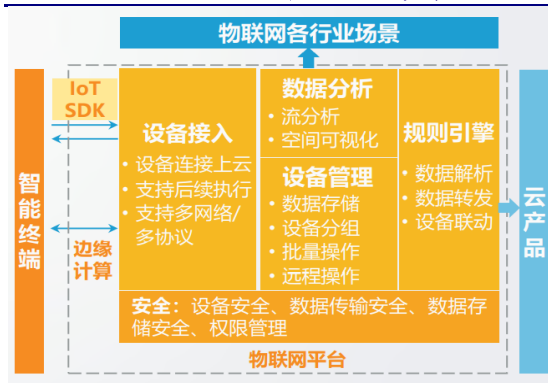 物联网各行业场景
智能终端
IoT
SDK
边缘
计算
设备接入
• 设备连接上云
• 支持后续执行
• 支持多网络/
多协议
数据分析
• 流分析
• 空间可视化
设备管理
• 数据存储
• 设备分组
• 批量操作
• 远程操作
规则引擎
• 数据解析
• 数据转发
• 设备联动
云产品
安全：设备安全、数据传输安全、数据存
储安全、权限管理
物联网平台